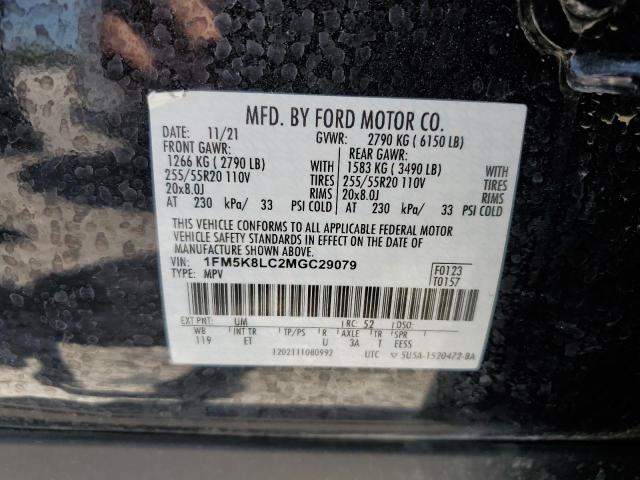 MFD. BY FORD MOTOR CO.
DATE: 11/21 GVWR: 2790 KG ( 6150 LB)
FRONT GAWR: REAR GAWR:
1266 KG (2790 LB) WITH 1583 KG ( 3490 LB) WITH
255/55R20 110V TIRES 255/55R20 110V TIRES
20x8.0J RIMS 20x8.0J RIMS
AT 230 kPa/ 33 PSI COLD AT 230 kPa/ 33 PSI COLD
THIS VEHICLE CONFORMS TO ALL APPLICABLE FEDERAL MOTOR
VEHICLE SAFETY STANDARDS IN EFFECT ON THE DATE OF
MANUFACTURE SHOWN ABOVE.
VIN: 1FM5K8LC2MGC29079 F0123
TYPE: MPV T0157
EXT PNT: UM RC: 52 DSO:
WB INT TR TP/PS R AXLE TR SPR
119 ET U 3A T EESS
1202111080992 UTC 5U5A-1520472-BA